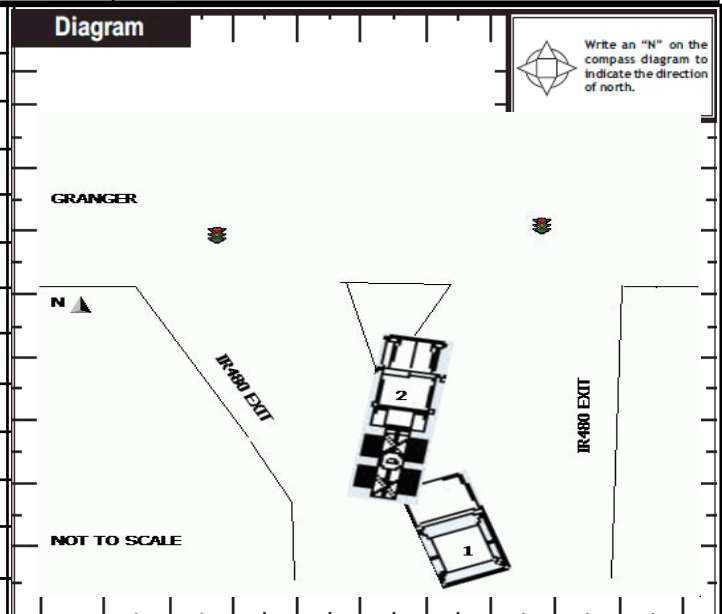 Diagram
Write an "N" on the
compass diagram to
indicate the direction
of north.
GRANGER
N
IR480 EXIT
IR480 EXIT
2
D
1
NOT TO SCALE